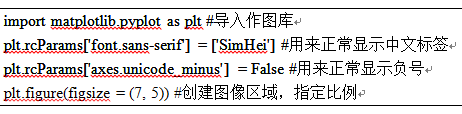 import matplotlib.pyplot as plt #导入作图库
plt.rcParams['font.sans-serif'] = ['SimHei'] #用来正常显示中文标签
plt.rcParams['axes.unicode_minus'] = False #用来正常显示负号
plt.figure(figsize = (7, 5)) #创建图像区域，指定比例